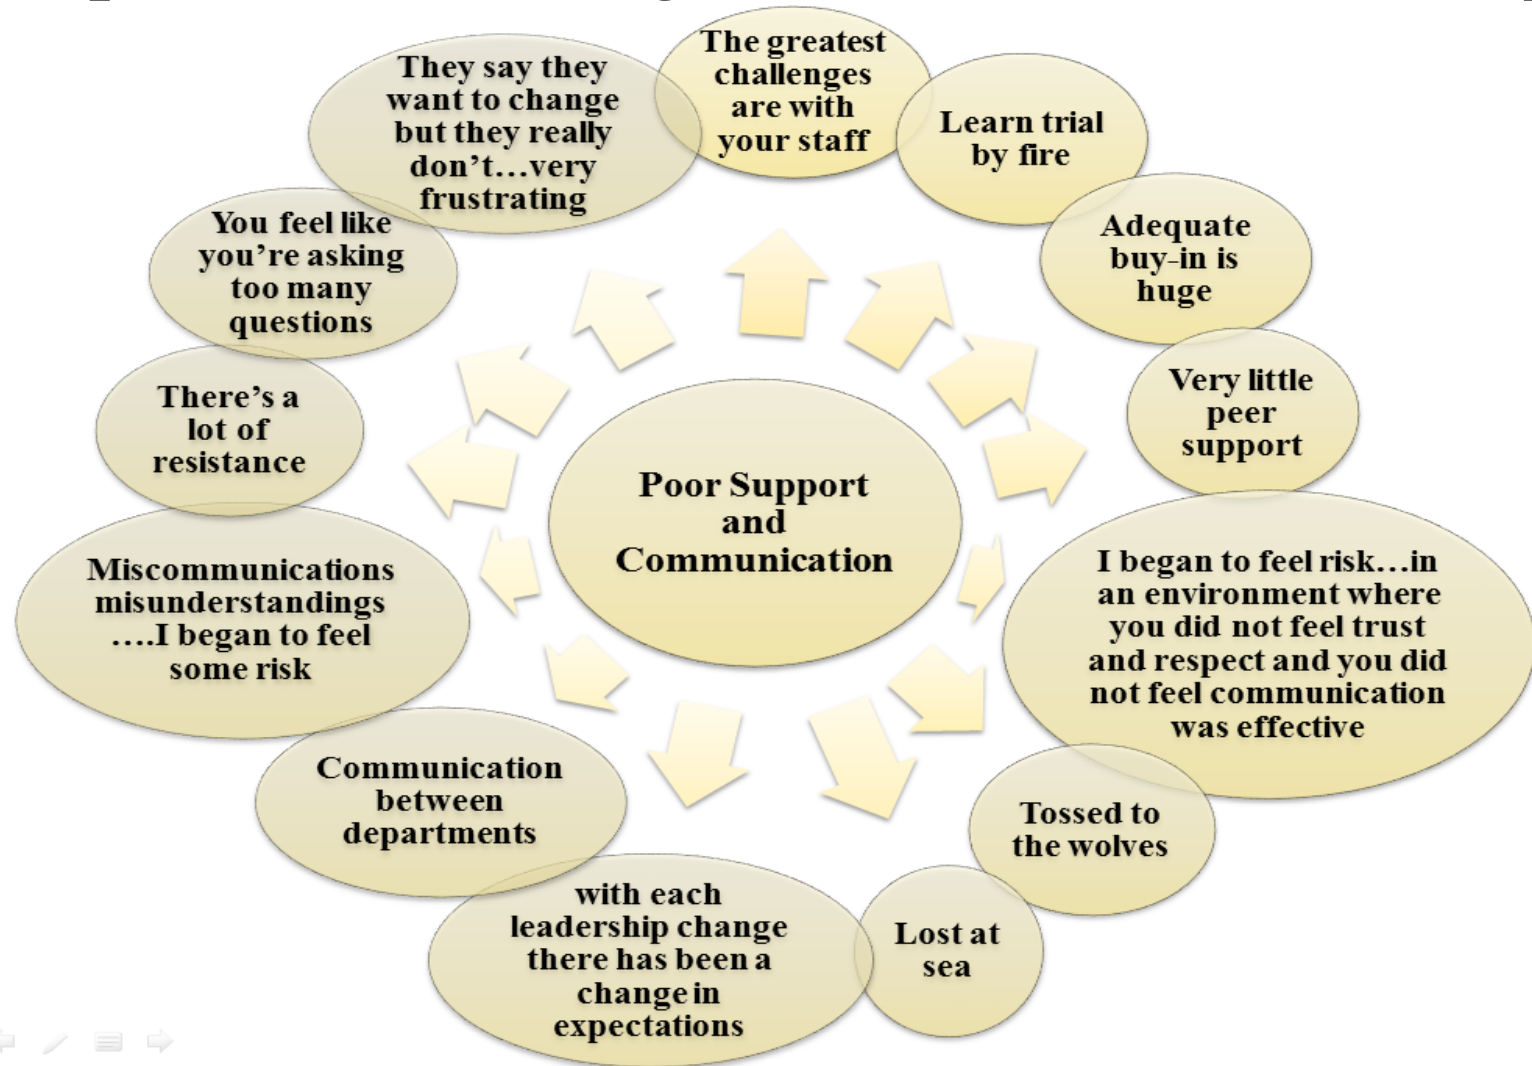 The greatest
challenges
are with
your staff
Learn trial
by fire
Adequate
buy-in is
huge
Very little
peer
support
I began to feel risk…in
an environment where
you did not feel trust
and respect and you did
not feel communication
was effective
Tossed to
the wolves
Lost at
sea
with each
leadership change
there has been a
change in
expectations
Communication
between
departments
Miscommunications
misunderstandings
….I began to feel
some risk
There’s a
lot of
resistance
You feel like
you’re asking
too many
questions
They say they
want to change
but they really
don’t…very
frustrating
Poor Support
and
Communication